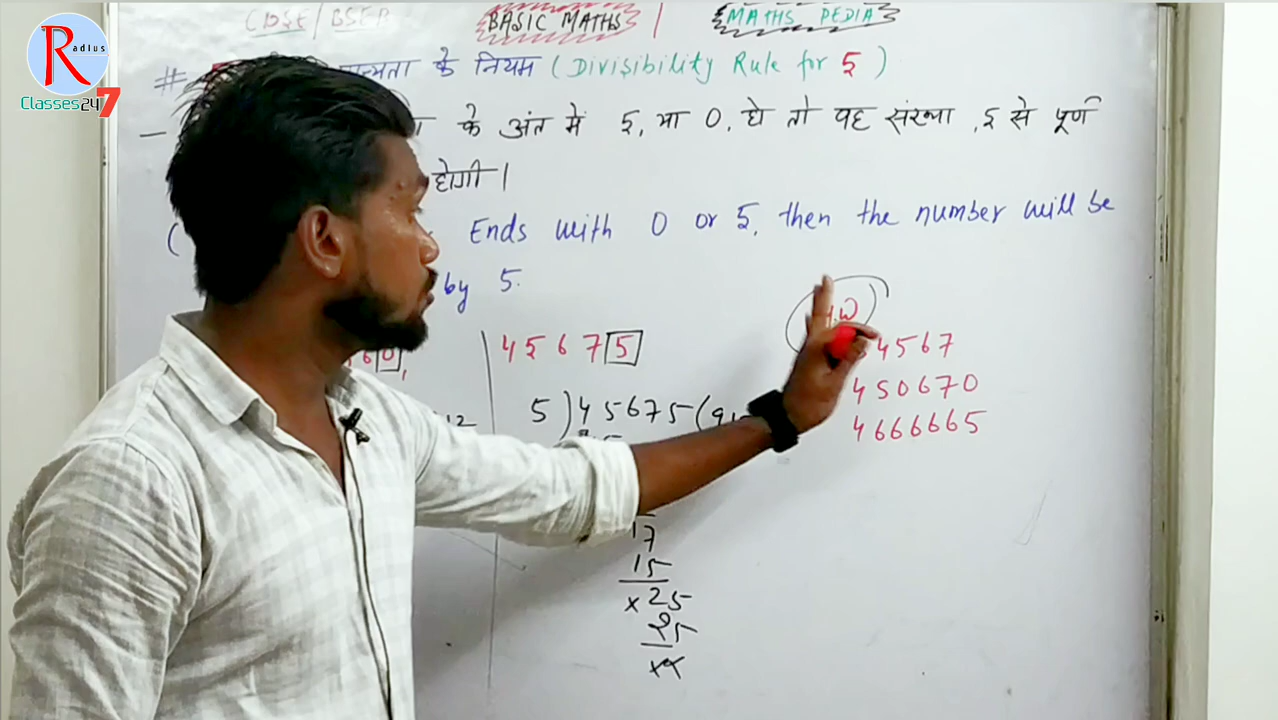 Radius
Classes24 7
CBSE/BSEB BASIC MATHS | MATHS PEDIA
# के नियम (Divisibility Rule for 5)
— के अंत में 5, या 0, हो तो वह संख्या, 5 से पूर्ण
होगी।
( Ends with 0 or 5, then the number will be
by 5.
45675
4567
5)45675(
450670
4666665
17
15
×25
25
××